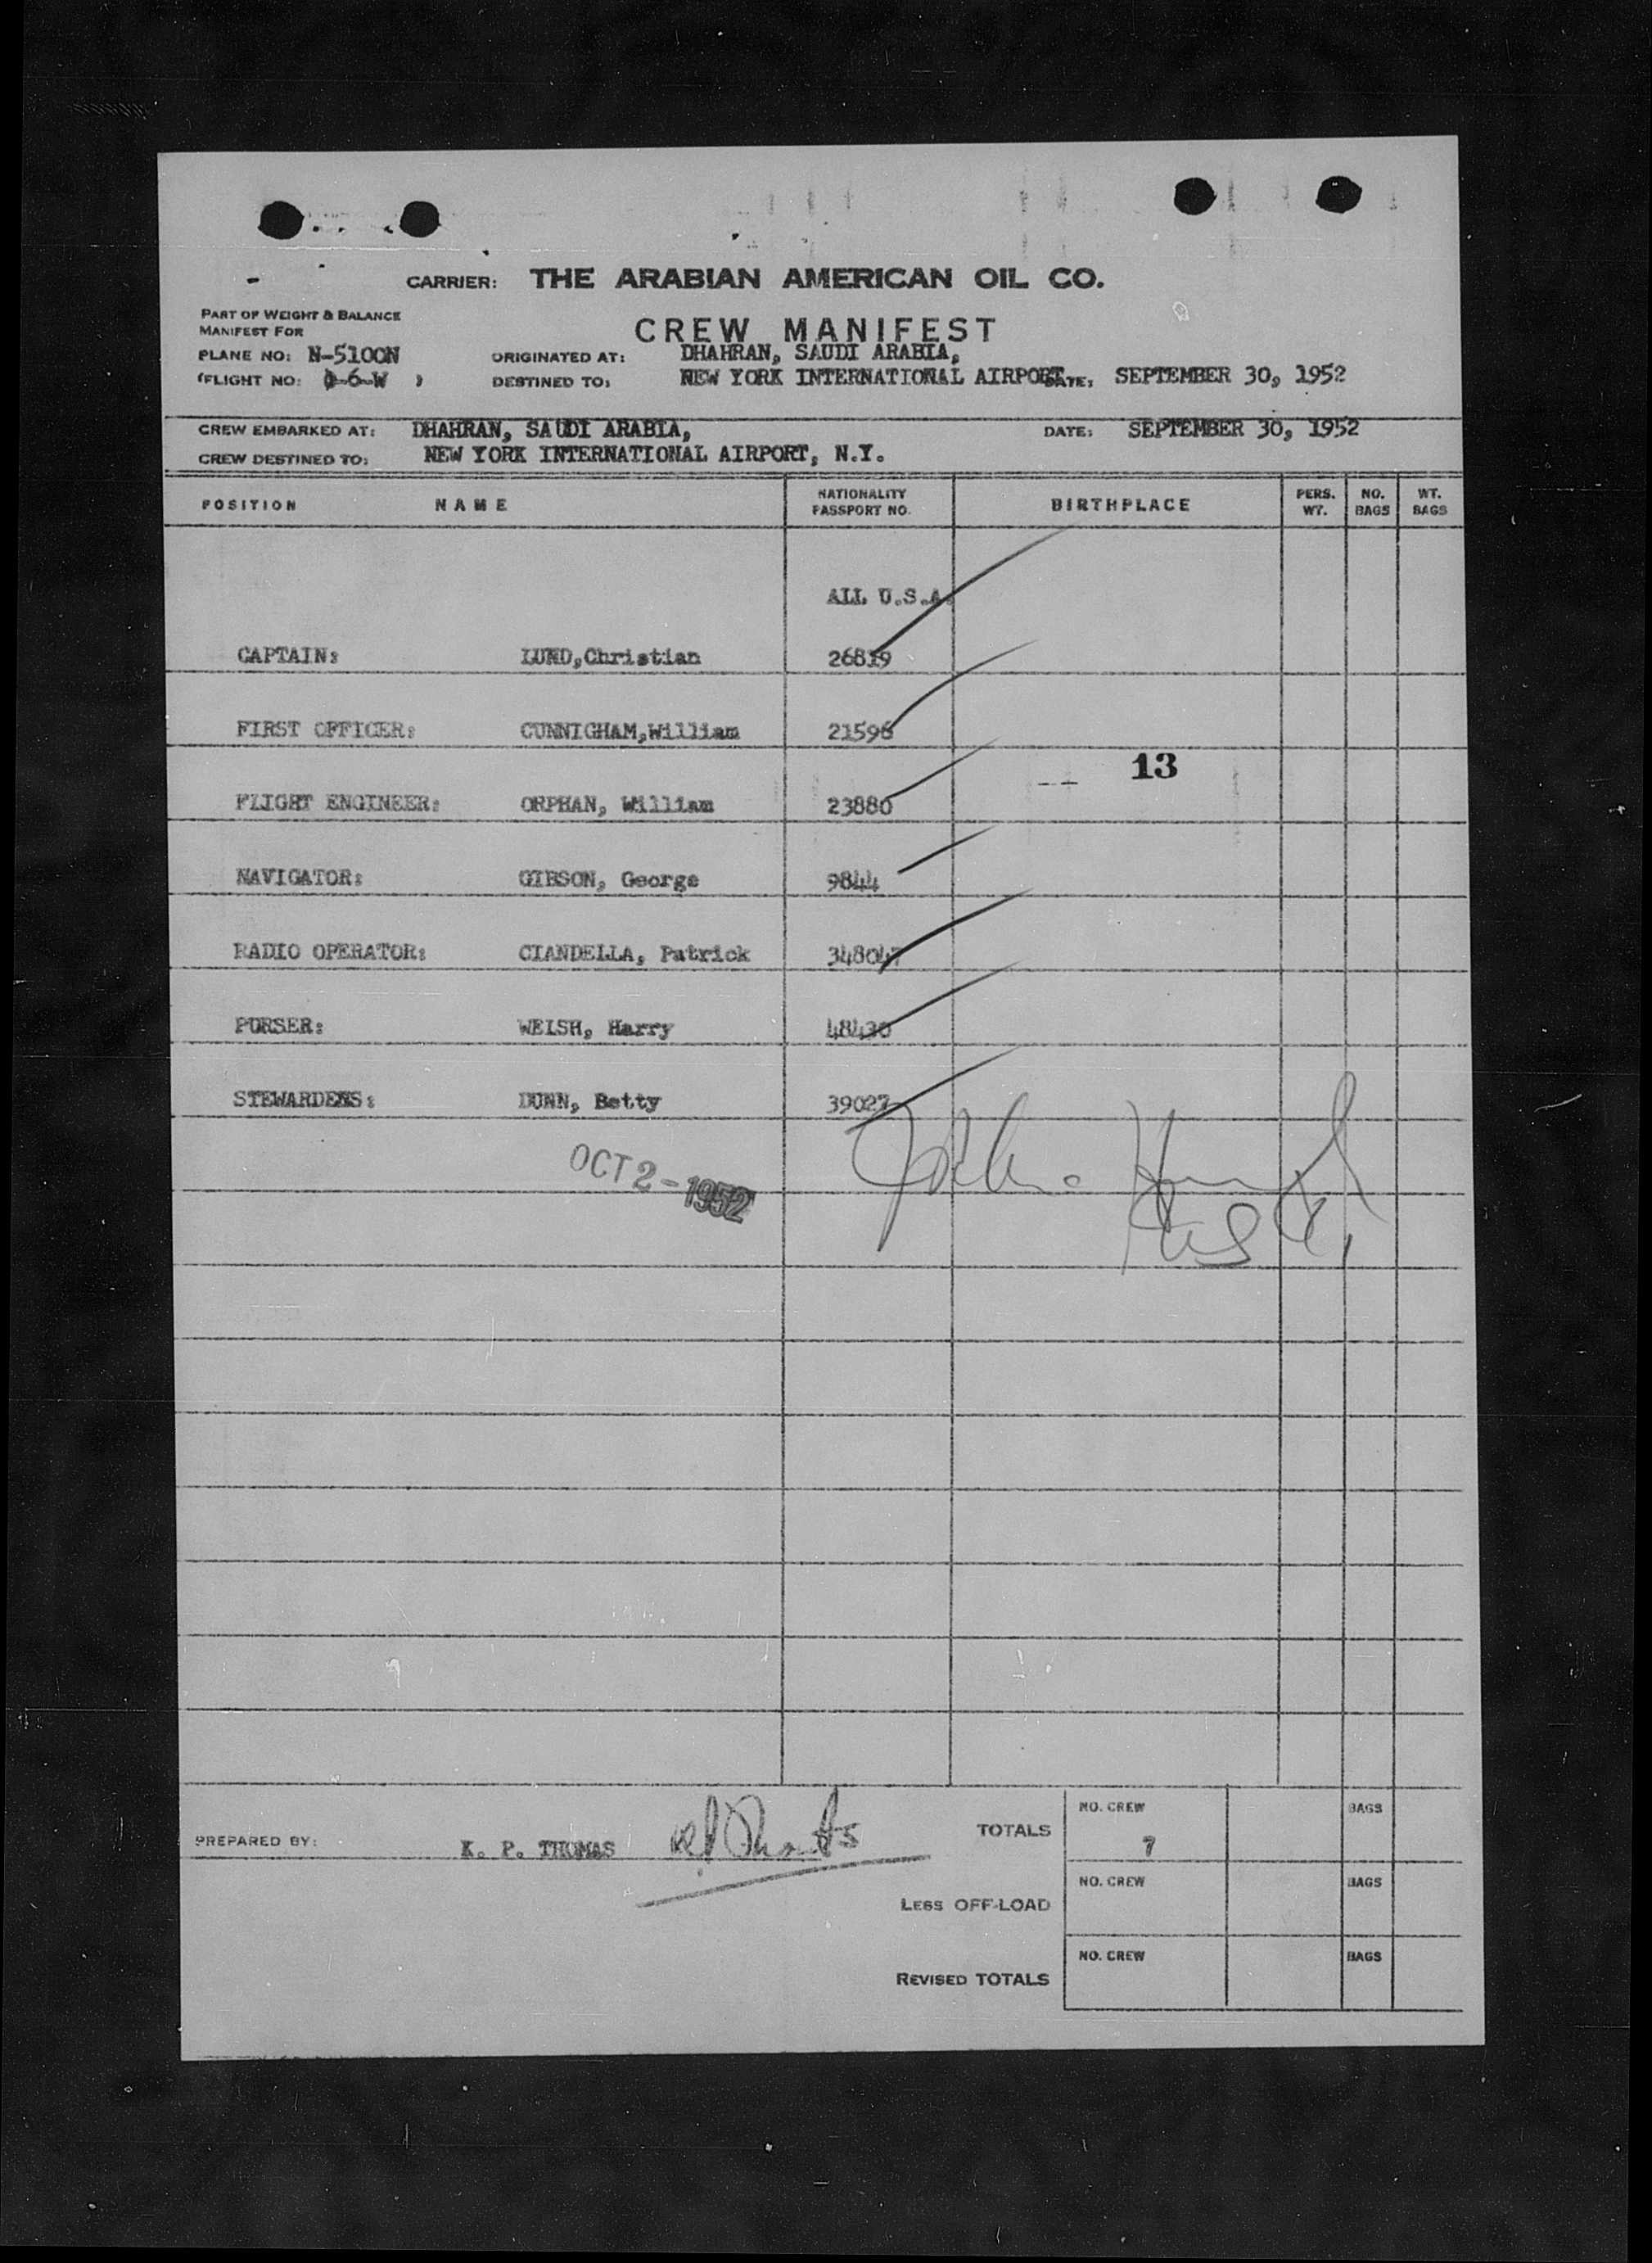 CARRIER: THE ARABIAN AMERICAN OIL CO.
PART OF WEIGHT & BALANCE
MANIFEST FOR
CREW MANIFEST
PLANE NO: N-5100N ORIGINATED AT: DHAHRAN, SAUDI ARABIA,
(FLIGHT NO: D-6-W ) DESTINED TO: NEW YORK INTERNATIONAL AIRPORT DATE: SEPTEMBER 30, 1952
CREW EMBARKED AT: DHAHRAN, SAUDI ARABIA, DATE: SEPTEMBER 30, 1952
CREW DESTINED TO: NEW YORK INTERNATIONAL AIRPORT, N.Y.
POSITION NAME NATIONALITY PASSPORT NO. BIRTHPLACE PERS. WT. NO. BAGS WT. BAGS
ALL U.S.A.
CAPTAIN: LUND,Christian 26819
FIRST OFFICER: CUNNIGHAM,William 21596
13
FLIGHT ENGINEER: ORPHAN, William 23880
NAVIGATOR: GIBSON, George 9844
RADIO OPERATOR: CIANDELLA, Patrick 348047
PURSER: WELSH, Harry 48430
STEWARDESS: DUNN, Betty 39027
OCT 2-1952
NO. CREW BAGS
PREPARED BY: K. P. THOMAS TOTALS 7
NO. CREW BAGS
LESS OFF-LOAD
NO. CREW BAGS
REVISED TOTALS